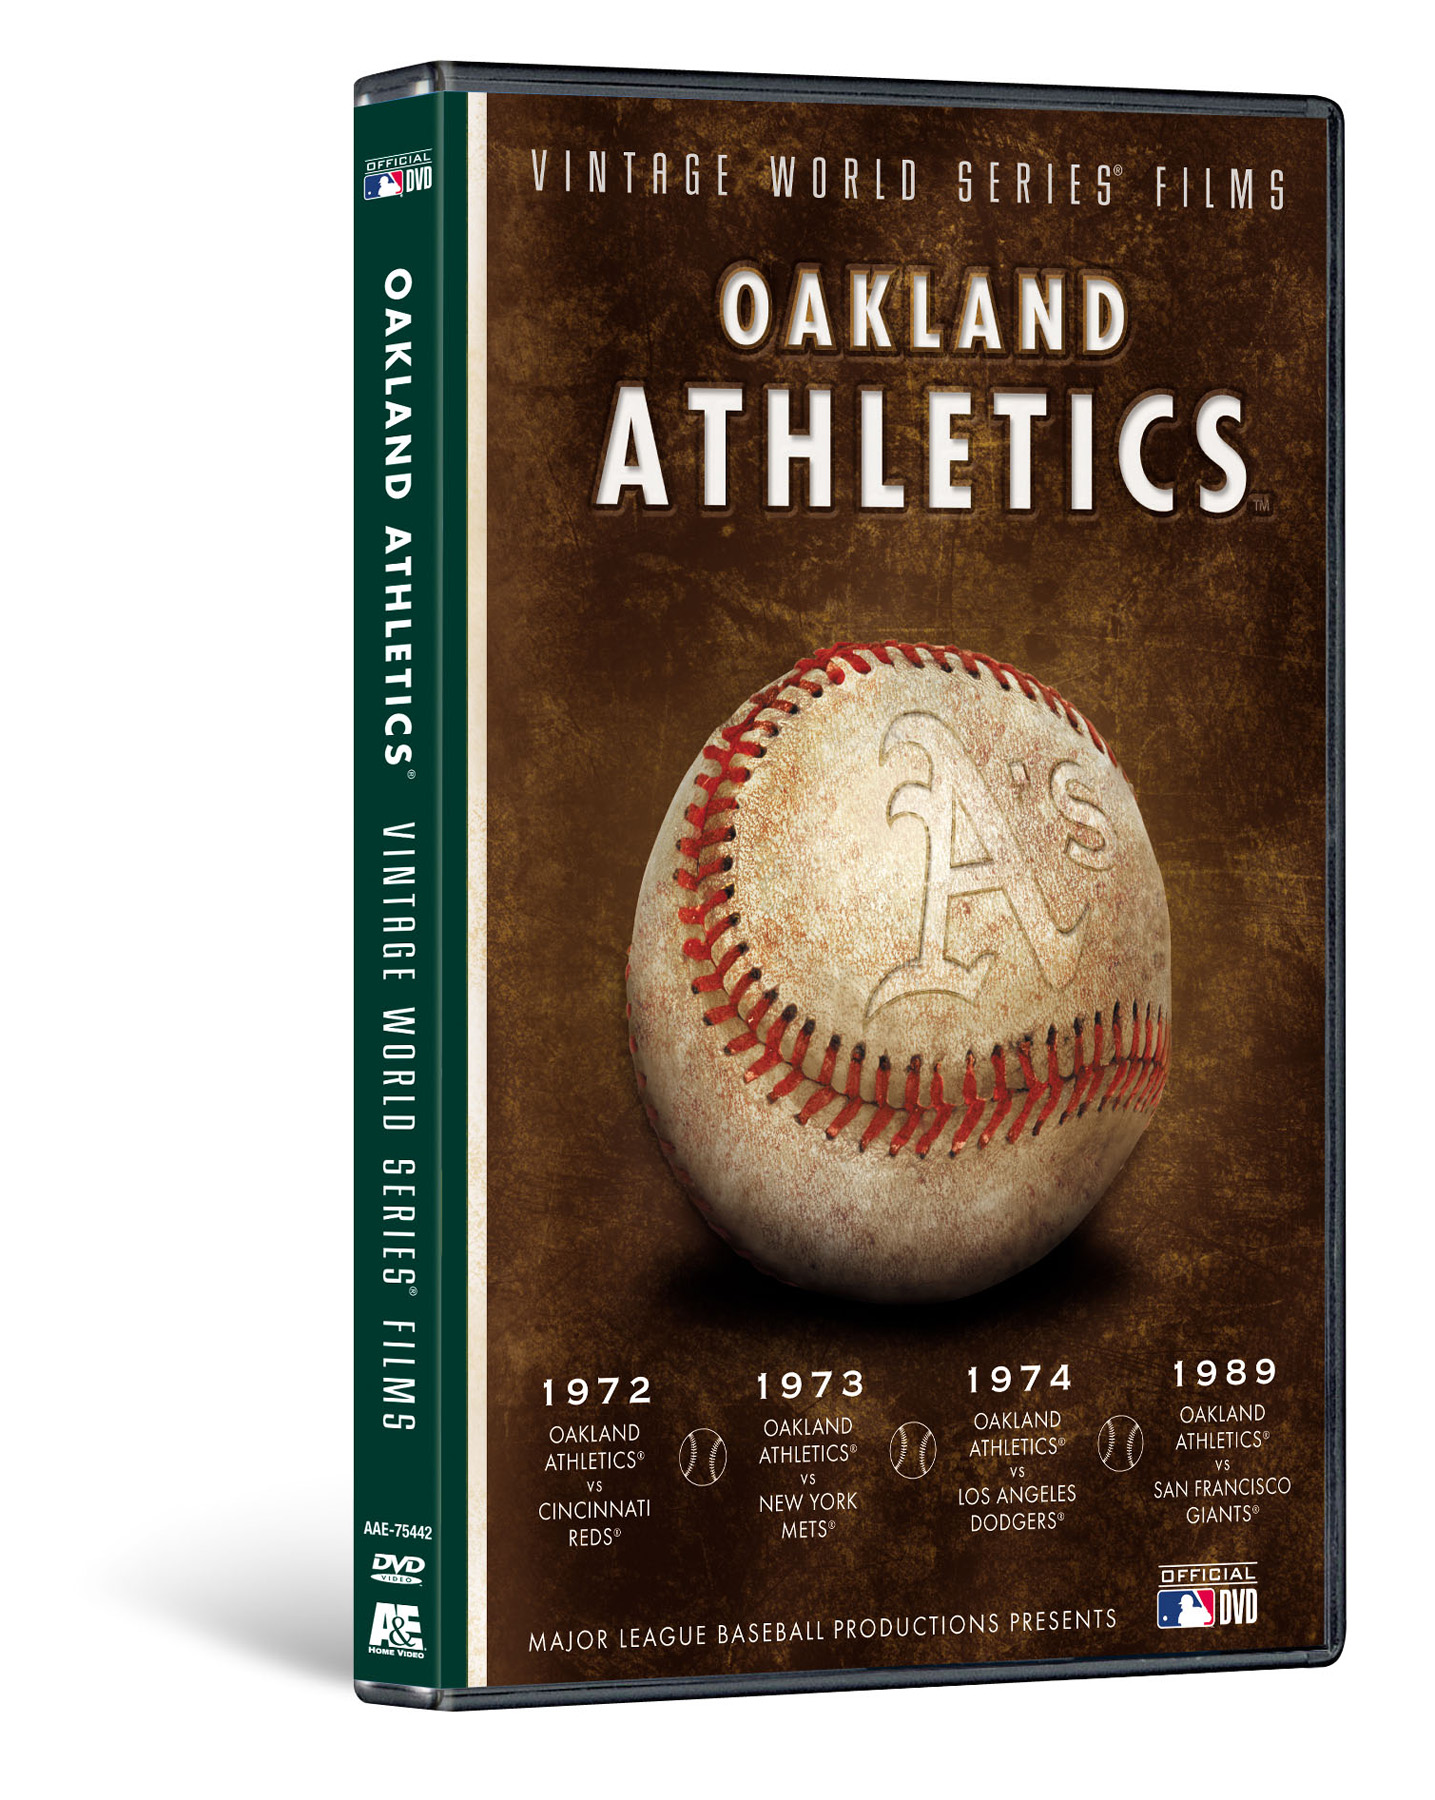 OFFICIAL
DVD
OAKLAND ATHLETICS® VINTAGE WORLD SERIES® FILMS
AAE-75442
DVD
VIDEO
A&E
HOME VIDEO
VINTAGE WORLD SERIES® FILMS
OAKLAND
ATHLETICS™
A's
1972
OAKLAND
ATHLETICS®
vs
CINCINNATI
REDS®
1973
OAKLAND
ATHLETICS®
vs
NEW YORK
METS®
1974
OAKLAND
ATHLETICS®
vs
LOS ANGELES
DODGERS®
1989
OAKLAND
ATHLETICS®
vs
SAN FRANCISCO
GIANTS®
MAJOR LEAGUE BASEBALL PRODUCTIONS PRESENTS
OFFICIAL
DVD